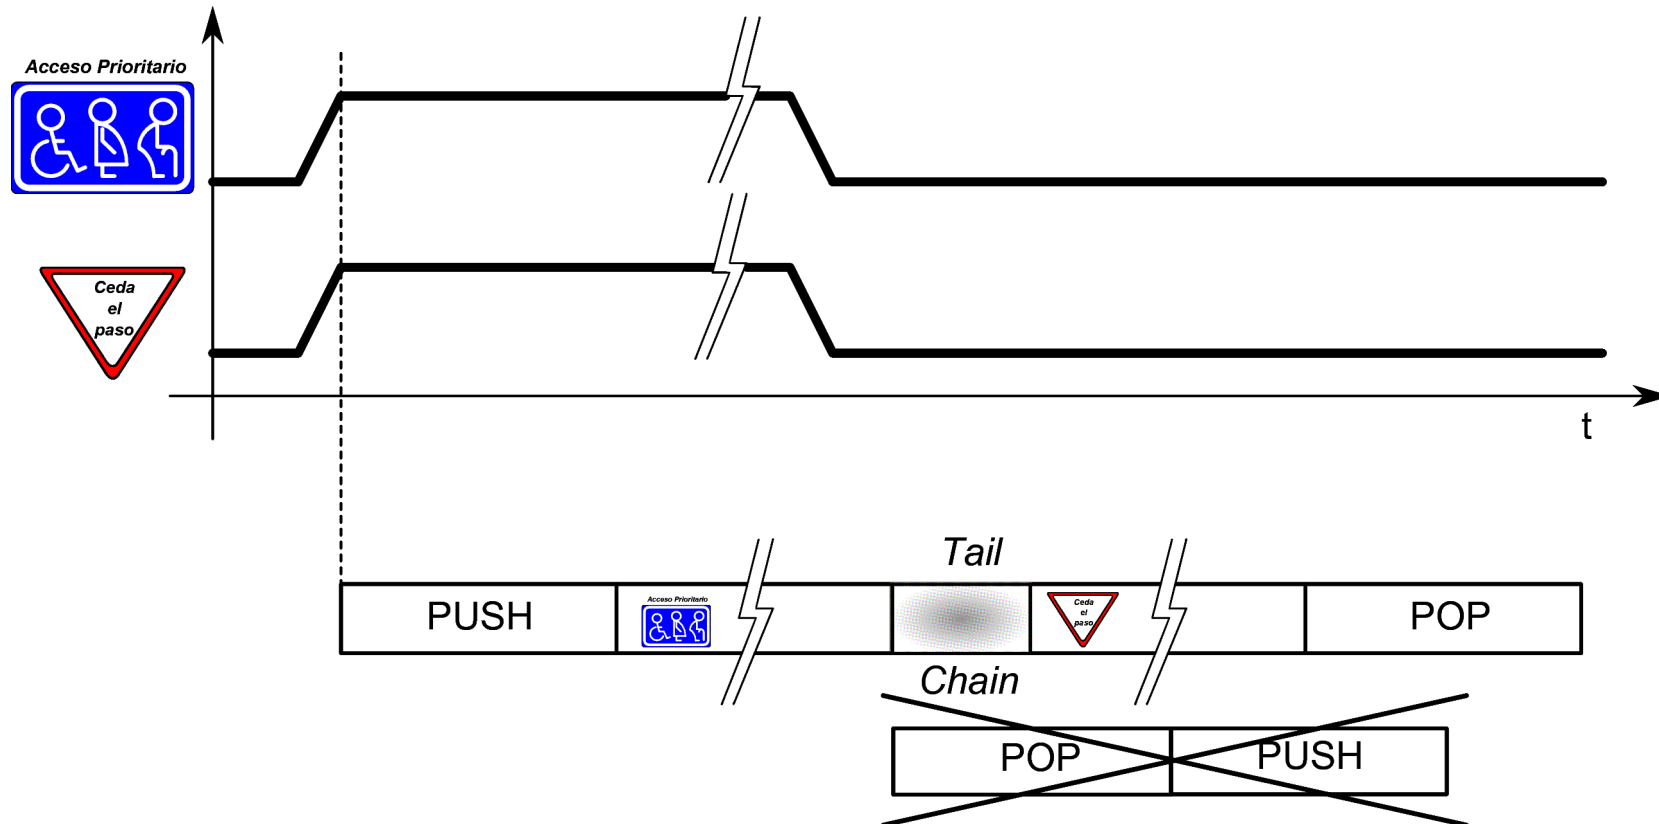 Acceso Prioritario
Ceda
el
paso
t
Tail
PUSH
Acceso Prioritario
Ceda
el
paso
POP
Chain
POP
PUSH